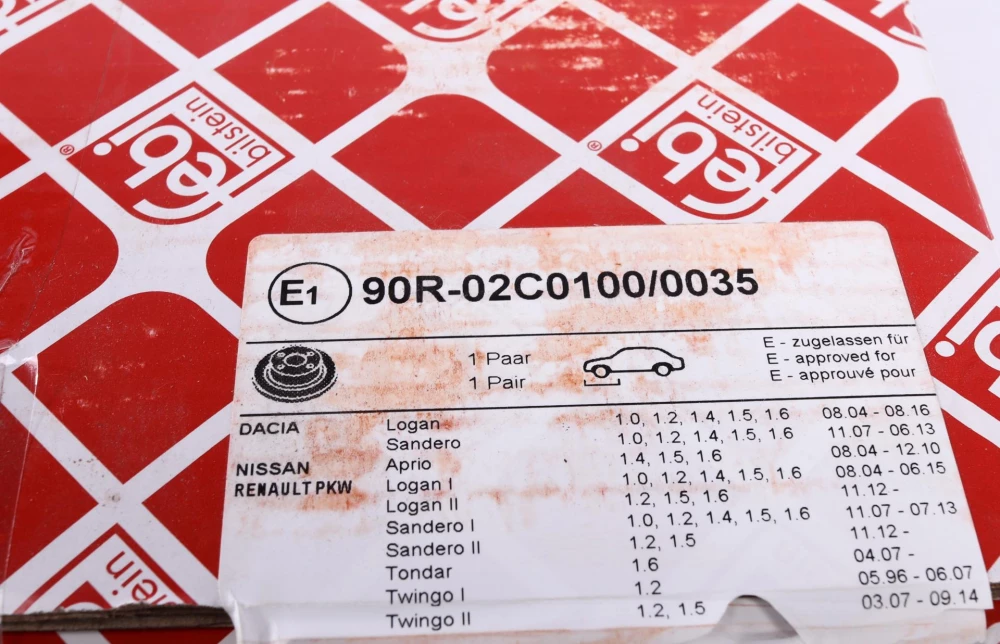 febi
bilstein
®
febi
bilstein
®
E1 90R-02C0100/0035
1 Paar
1 Pair
E - zugelassen für
E - approved for
E - approuvé pour
DACIA Logan 1.0, 1.2, 1.4, 1.5, 1.6 08.04 - 08.16
Sandero 1.0, 1.2, 1.4, 1.5, 1.6 11.07 - 06.13
NISSAN Aprio 1.4, 1.5, 1.6 08.04 - 12.10
RENAULT PKW Logan I 1.0, 1.2, 1.4, 1.5, 1.6 08.04 - 06.15
Logan II 1.2, 1.5, 1.6 11.12 -
Sandero I 1.0, 1.2, 1.4, 1.5, 1.6 11.07 - 07.13
Sandero II 1.2, 1.5 11.12 -
Tondar 1.6 04.07 -
Twingo I 1.2 05.96 - 06.07
Twingo II 1.2, 1.5 03.07 - 09.14